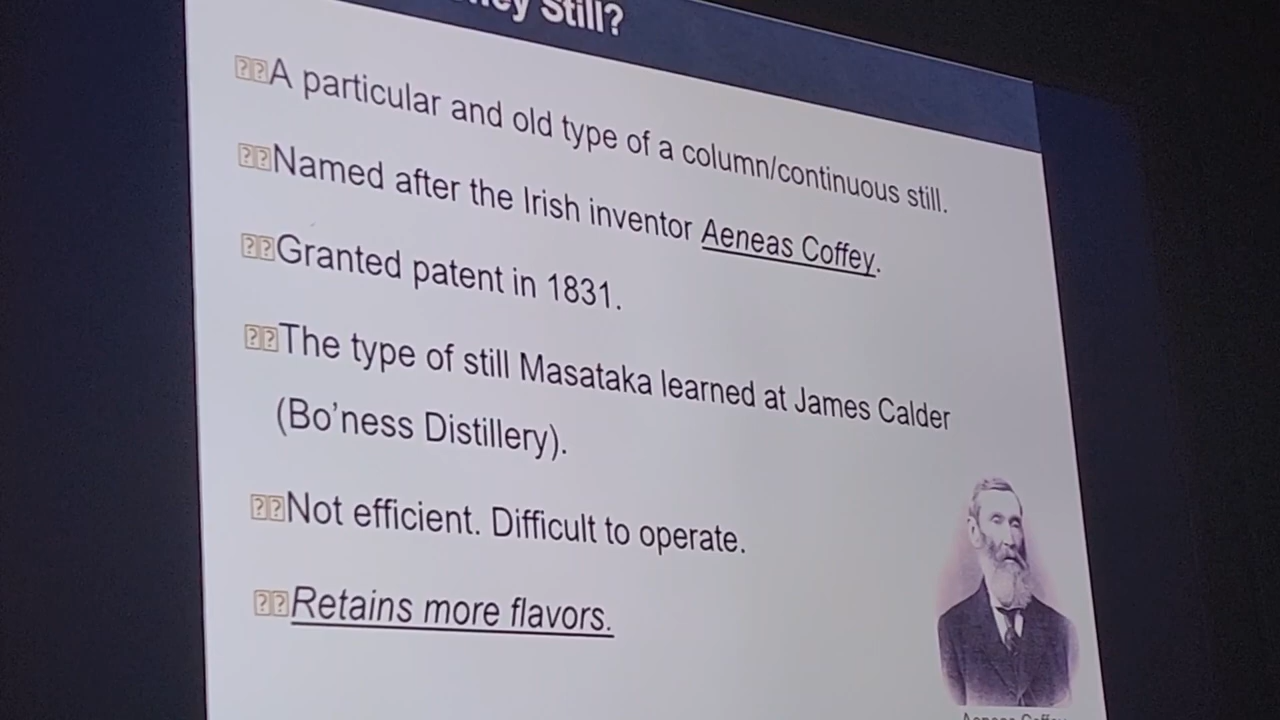 Still?
A particular and old type of a column/continuous still.
Named after the Irish inventor Aeneas Coffey.
Granted patent in 1831.
The type of still Masataka learned at James Calder
(Bo’ness Distillery).
Not efficient. Difficult to operate.
Retains more flavors.